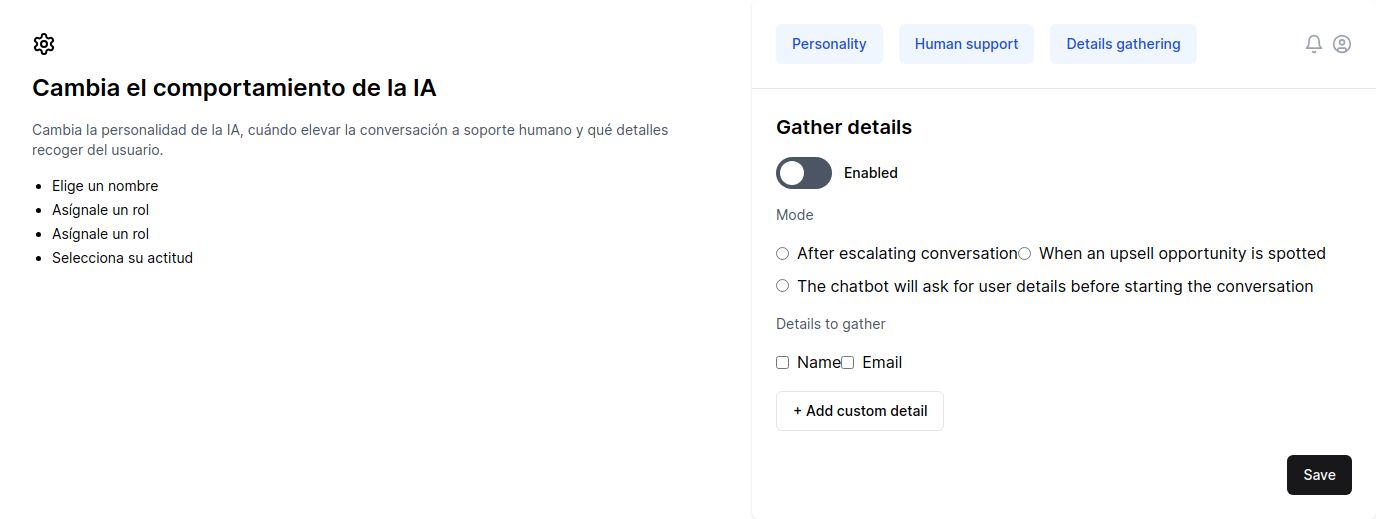 Cambia el comportamiento de la IA
Cambia la personalidad de la IA, cuándo elevar la conversación a soporte humano y qué detalles
recoger del usuario.
Elige un nombre
Asígnale un rol
Asígnale un rol
Selecciona su actitud
Personality Human support Details gathering
Gather details
Enabled
Mode
After escalating conversation When an upsell opportunity is spotted
The chatbot will ask for user details before starting the conversation
Details to gather
Name Email
+ Add custom detail
Save